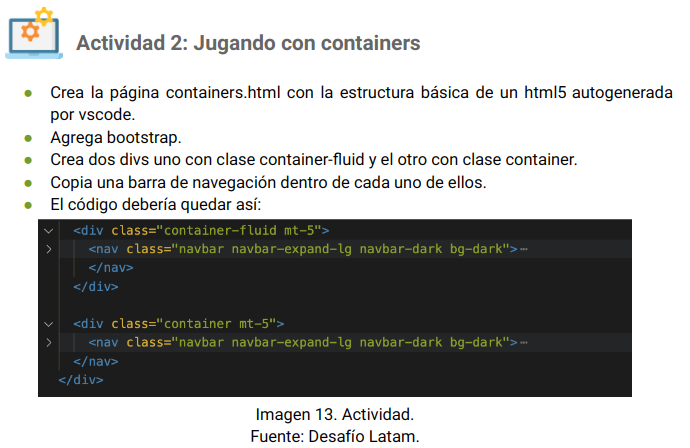 Actividad 2: Jugando con containers
● Crea la página containers.html con la estructura básica de un html5 autogenerada
por vscode.
● Agrega bootstrap.
● Crea dos divs uno con clase container-fluid y el otro con clase container.
● Copia una barra de navegación dentro de cada uno de ellos.
● El código debería quedar así:
<div class="container-fluid mt-5">
<nav class="navbar navbar-expand-lg navbar-dark bg-dark">⋯
</nav>
</div>
<div class="container mt-5">
<nav class="navbar navbar-expand-lg navbar-dark bg-dark">⋯
</nav>
</div>
Imagen 13. Actividad.
Fuente: Desafío Latam.